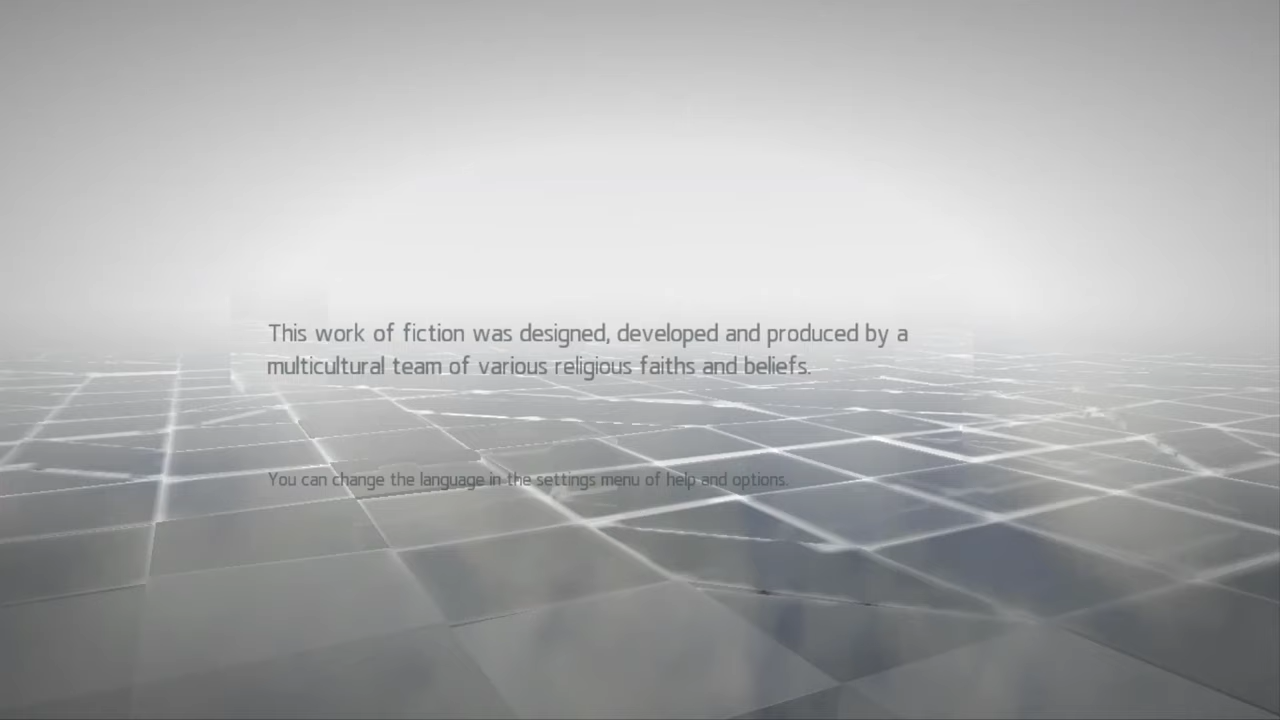 This work of fiction was designed, developed and produced by a
multicultural team of various religious faiths and beliefs.
You can change the language in the settings menu of help and options.